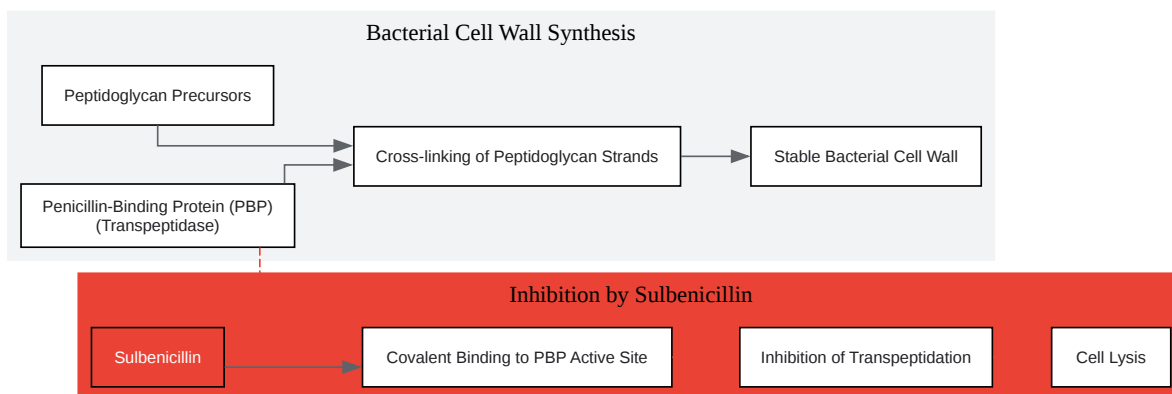 Bacterial Cell Wall Synthesis
Peptidoglycan Precursors
Cross-linking of Peptidoglycan Strands
Stable Bacterial Cell Wall
Penicillin-Binding Protein (PBP)
(Transpeptidase)
Inhibition by Sulbenicillin
Sulbenicillin
Covalent Binding to PBP Active Site
Inhibition of Transpeptidation
Cell Lysis